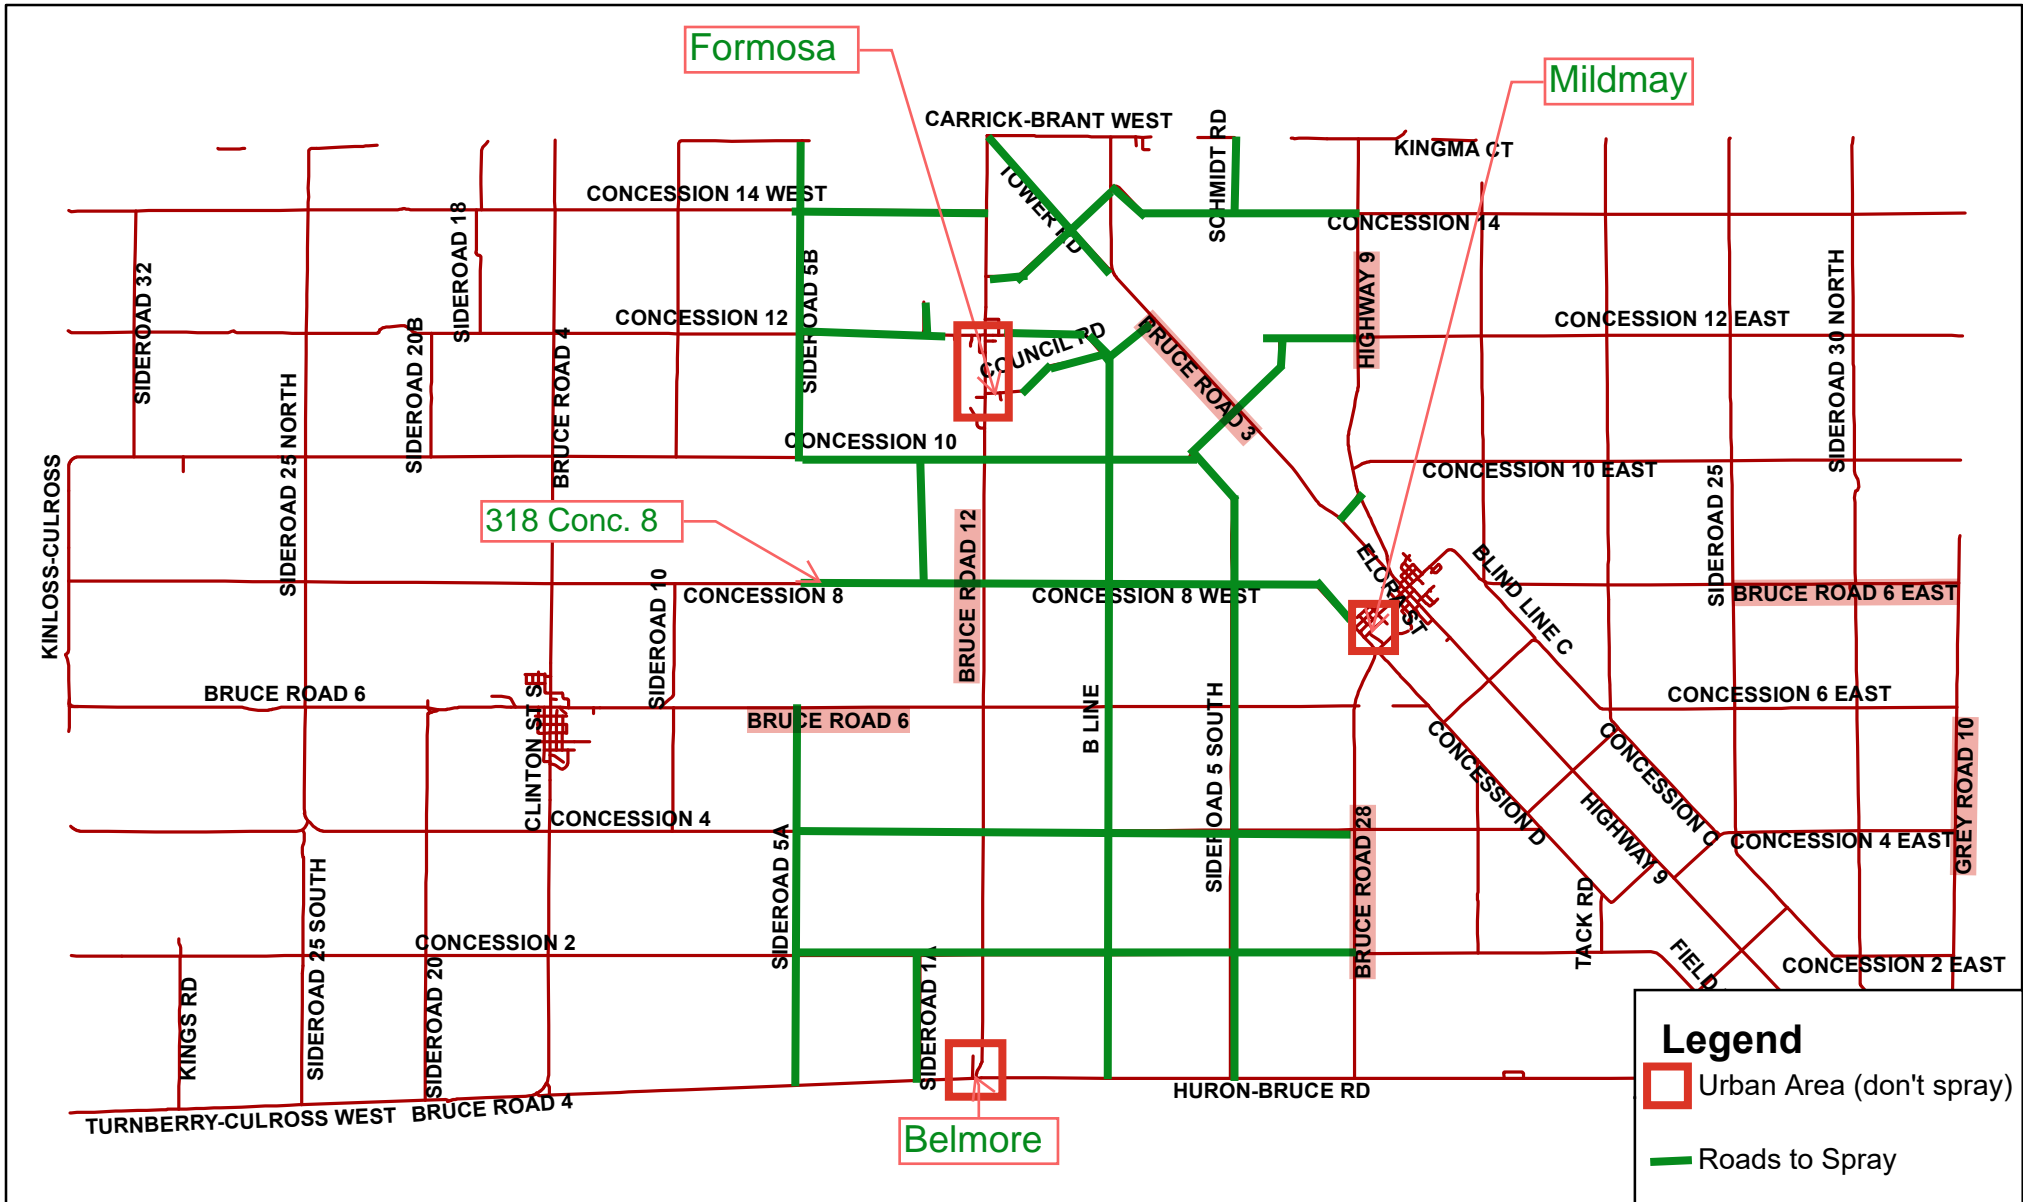 Formosa
Mildmay
CARRICK-BRANT WEST
SCHMIDT RD
KINGMA CT
TOWER RD
CONCESSION 14 WEST
SIDEROAD 18
CONCESSION 14
SIDEROAD 32
SIDEROAD 5B
HIGHWAY 9
SIDEROAD 30 NORTH
CONCESSION 12
CONCESSION 12 EAST
SIDEROAD 20B
BRUCE ROAD 4
COUNCIL RD
BRUCE ROAD 3
SIDEROAD 25 NORTH
CONCESSION 10
CONCESSION 10 EAST
KINLOSS-CULROSS
SIDEROAD 25
318 Conc. 8
BRUCE ROAD 12
ELORA ST
BLIND LINE C
SIDEROAD 10
CONCESSION 8
CONCESSION 8 WEST
BRUCE ROAD 6 EAST
BRUCE ROAD 6
CLINTON ST S
BRUCE ROAD 6
B LINE
SIDEROAD 5 SOUTH
CONCESSION 6 EAST
CONCESSION D
CONCESSION C
GREY ROAD 10
CONCESSION 4
SIDEROAD 5A
BRUCE ROAD 28
HIGHWAY 9
CONCESSION 4 EAST
SIDEROAD 25 SOUTH
TACK RD
CONCESSION 2
SIDEROAD 20
SIDEROAD 1A
FIELD
CONCESSION 2 EAST
KINGS RD
HURON-BRUCE RD
TURNBERRY-CULROSS WEST
BRUCE ROAD 4
Belmore
Legend
Urban Area (don't spray)
Roads to Spray